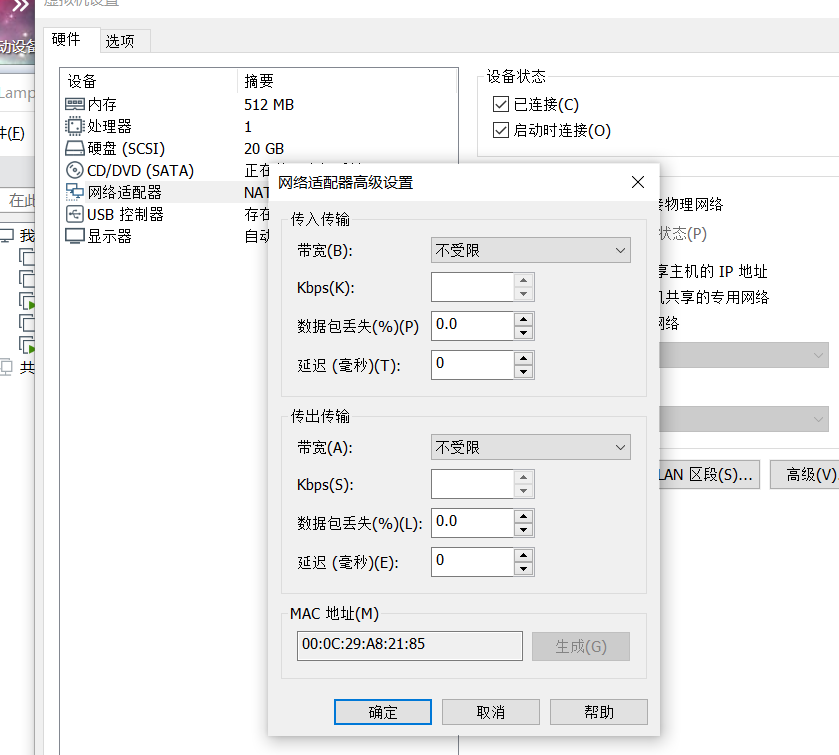 虚拟机设置
硬件
选项
动设备
Lamp
件(F)
在此
我
共
设备
摘要
内存
512 MB
处理器
1
硬盘 (SCSI)
20 GB
CD/DVD (SATA)
网络适配器
NAT
USB 控制器
存在
显示器
自动
设备状态
已连接(C)
启动时连接(O)
接物理网络
状态(P)
享主机的 IP 地址
机共享的专用网络
网络
LAN 区段(S)...
高级(V)
网络适配器高级设置
传入传输
带宽(B):
不受限
Kbps(K):
数据包丢失(%)(P)
0.0
延迟 (毫秒)(T):
0
传出传输
带宽(A):
不受限
Kbps(S):
数据包丢失(%)(L):
0.0
延迟 (毫秒)(E):
0
MAC 地址(M)
00:0C:29:A8:21:85
生成(G)
确定
取消
帮助